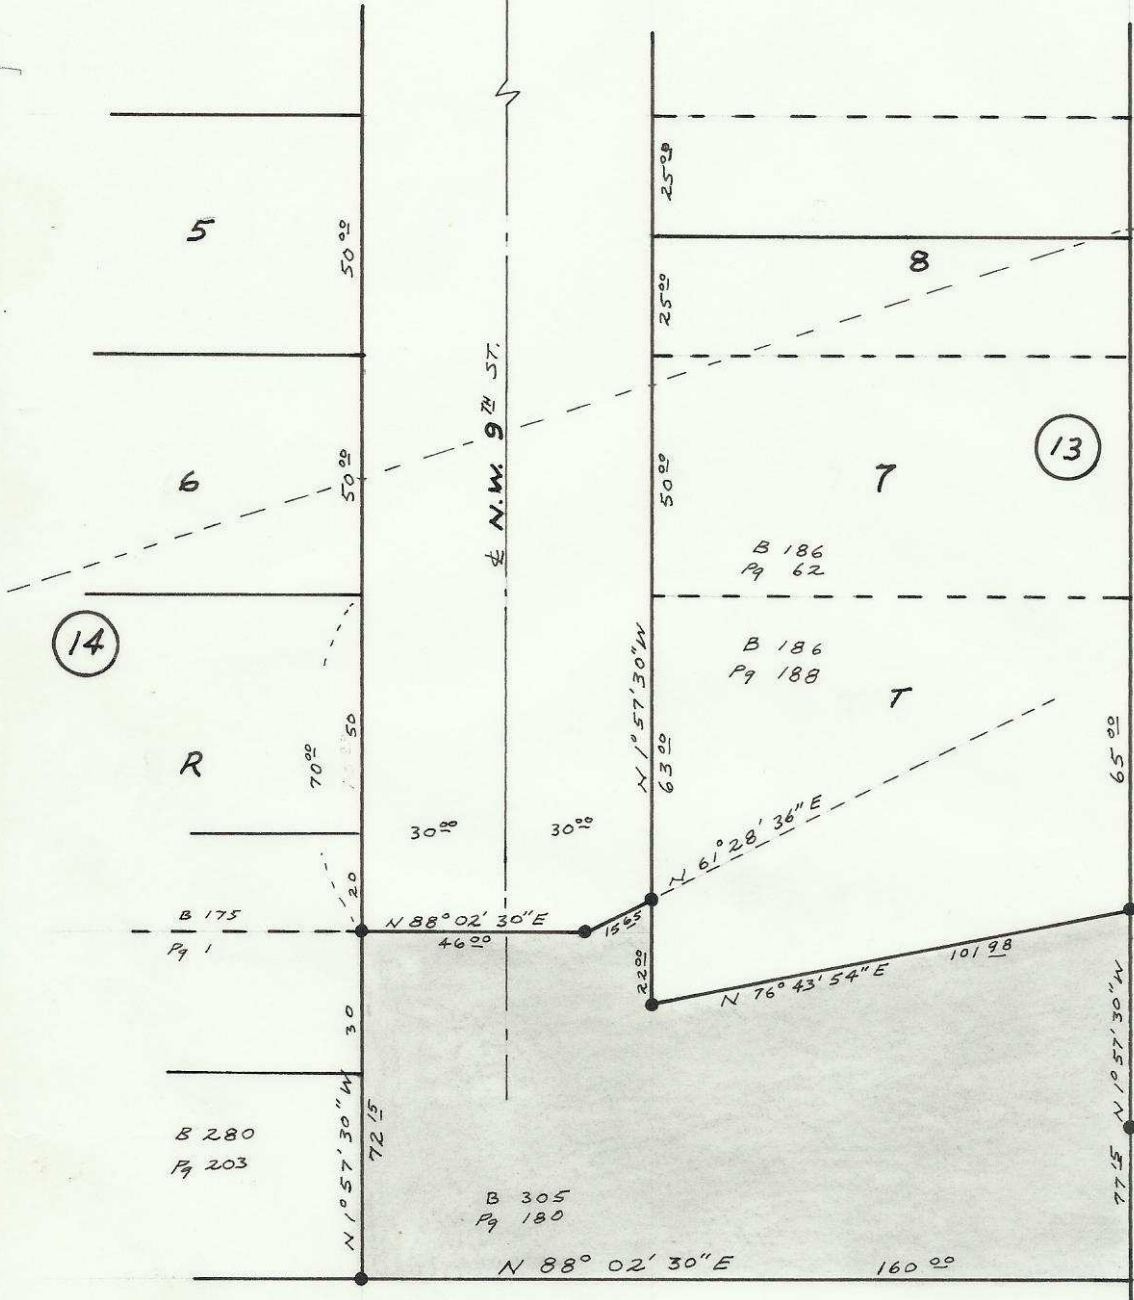 25 00
5
50 00
8
25 00
℄ N.W. 9TH ST.
13
6
50 00
50 00
7
B 186
Pg 62
14
B 186
Pg 188
N 1° 57' 30" W
63 00
T
R
70 00
50
65 00
30 00
30 00
N 61° 28' 36" E
20
B 175
Pg 1
N 88° 02' 30" E
46 00
15 65
22 00
101 98
N 76° 43' 54" E
30
N 1° 57' 30" W
72 15
N 1° 57' 30" W
77 15
B 280
Pg 203
B 305
Pg 180
N 88° 02' 30" E
160 00